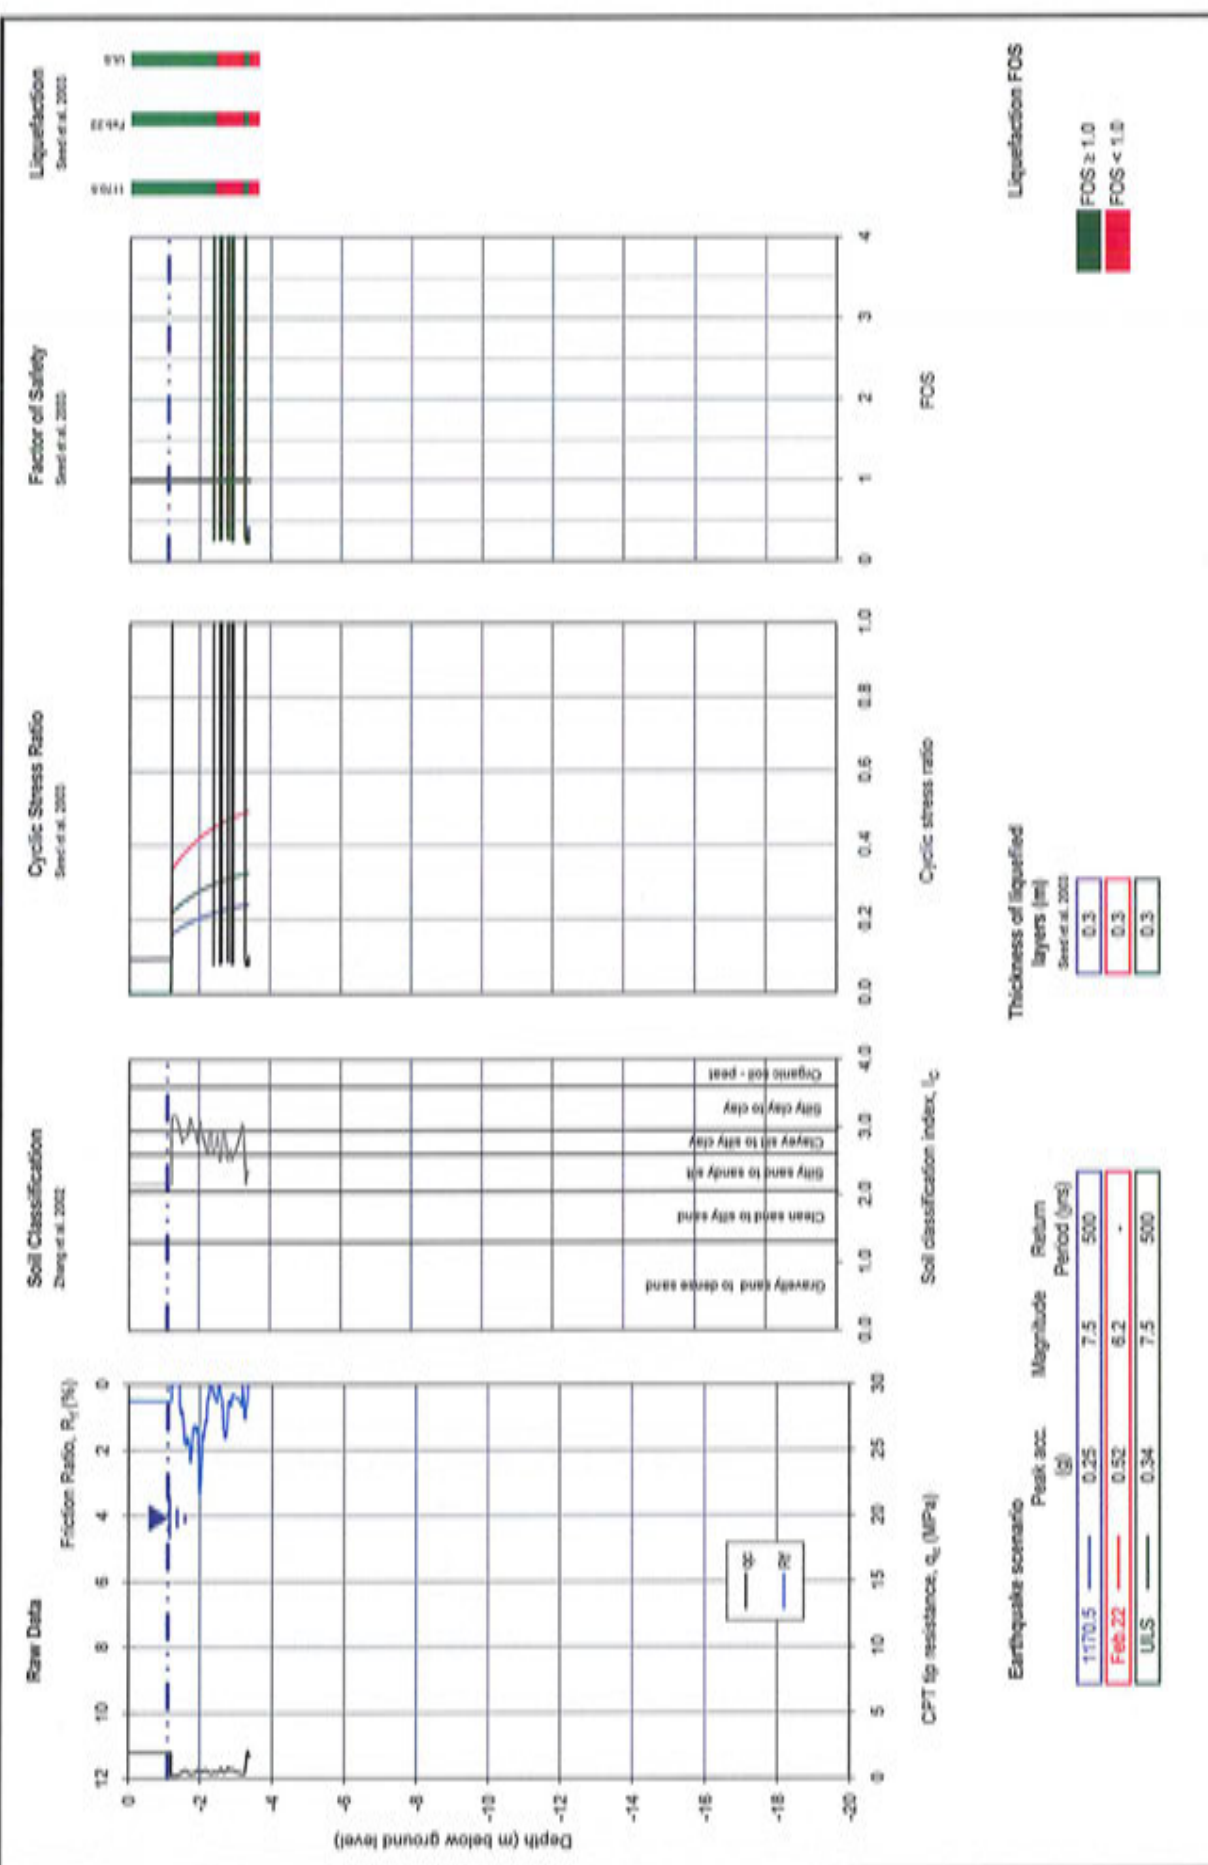 Raw Data
Friction Ratio, Rf (%)
12 10 8 6 4 2 0
0
-2
-4
-6
-8
-10
-12
-14
-16
-18
-20
Depth (m below ground level)
qc
Rf
0 5 10 15 20 25 30
CPT tip resistance, qc (MPa)
Soil Classification
Zhang et al. 2002
Gravelly sand to dense sand
Clean sand to silty sand
Silty sand to sandy silt
Clayey silt to silty clay
Silty clay to clay
Organic soil - peat
0.0 1.0 2.0 3.0 4.0
Soil classification index, IC
Cyclic Stress Ratio
Seed et al. 2003
0.0 0.2 0.4 0.6 0.8 1.0
Cyclic stress ratio
Factor of Safety
Seed et al. 2003
0 1 2 3 4
FOS
Liquefaction
Seed et al. 2003
1170.5 Feb.22 ULS
Earthquake scenario
Peak acc. Magnitude Return
(g) Period (yrs)
1170.5 0.25 7.5 500
Feb.22 0.52 6.2 -
ULS 0.34 7.5 500
Thickness of liquefied
layers (m)
Seed et al. 2003
0.3
0.3
0.3
Liquefaction FOS
FOS ≥ 1.0
FOS < 1.0